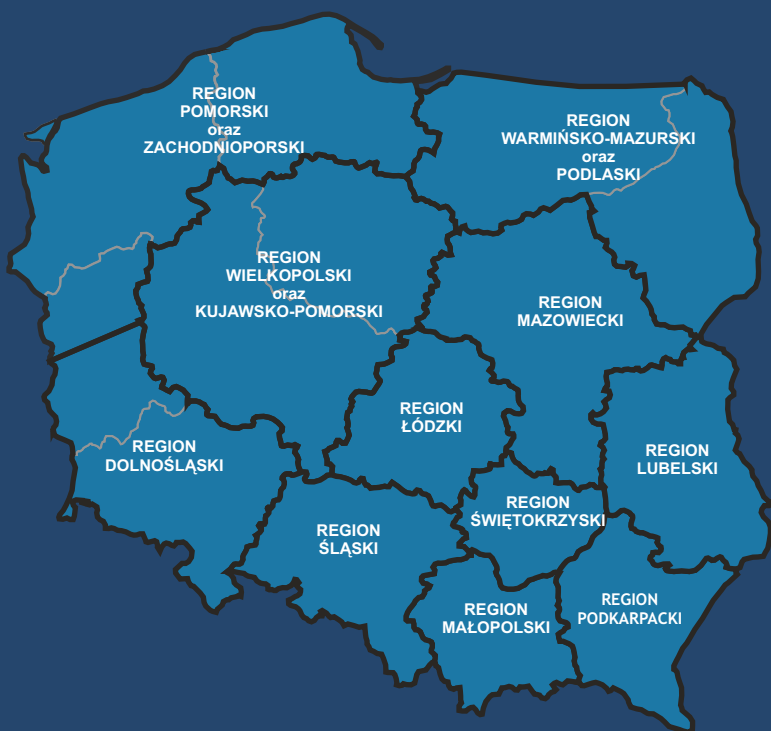 REGION
POMORSKI
oraz
ZACHODNIOPORSKI
REGION
WARMIŃSKO-MAZURSKI
oraz
PODLASKI
REGION
WIELKOPOLSKI
oraz
KUJAWSKO-POMORSKI
REGION
MAZOWIECKI
REGION
ŁÓDZKI
REGION
DOLNOŚLĄSKI
REGION
LUBELSKI
REGION
ŚWIĘTOKRZYSKI
REGION
ŚLĄSKI
REGION
MAŁOPOLSKI
REGION
PODKARPACKI